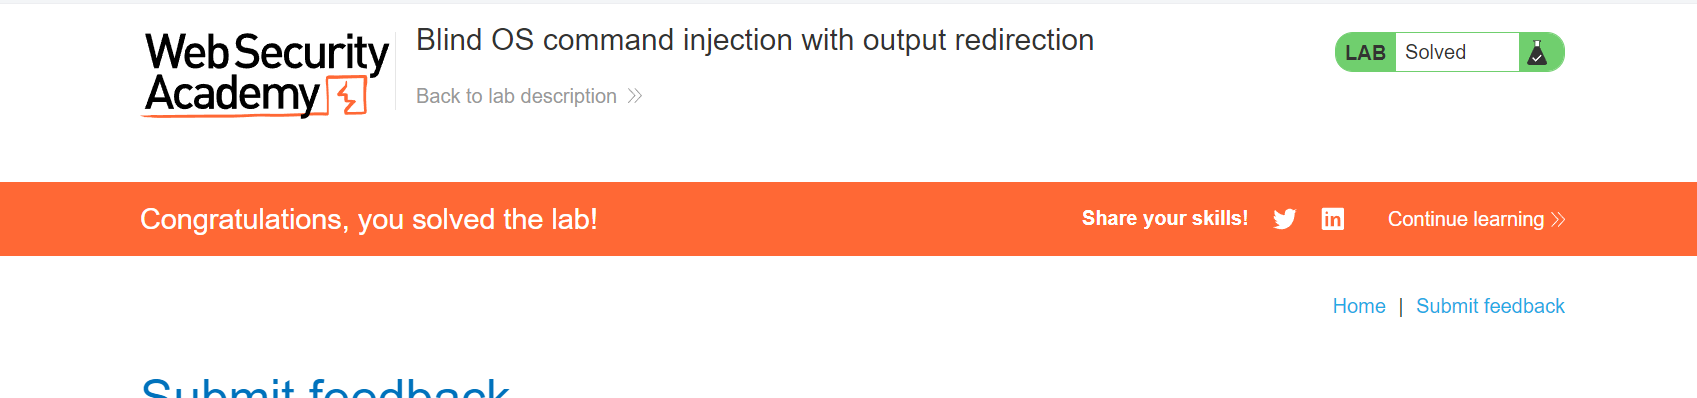 Web Security
Academy
Blind OS command injection with output redirection
Back to lab description
LAB Solved
Congratulations, you solved the lab!
Share your skills!
Continue learning
Home | Submit feedback
Submit feedback